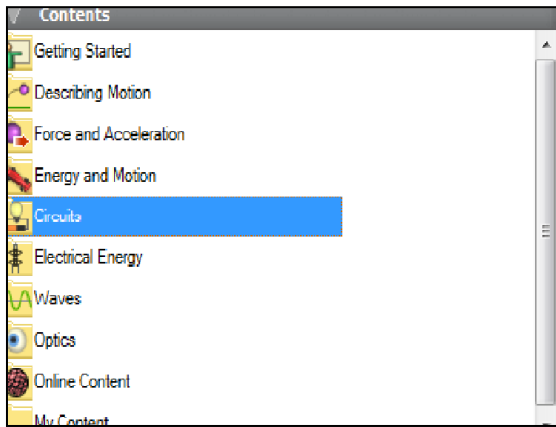 Contents
Getting Started
Describing Motion
Force and Acceleration
Energy and Motion
Circuits
Electrical Energy
Waves
Optics
Online Content
My Content